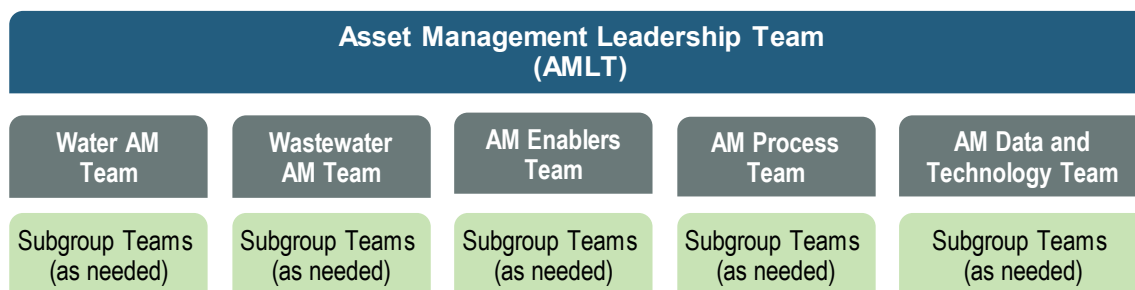 Asset Management Leadership Team
(AMLT)
Water AM
Team
Wastewater
AM Team
AM Enablers
Team
AM Process
Team
AM Data and
Technology Team
Subgroup Teams
(as needed)
Subgroup Teams
(as needed)
Subgroup Teams
(as needed)
Subgroup Teams
(as needed)
Subgroup Teams
(as needed)